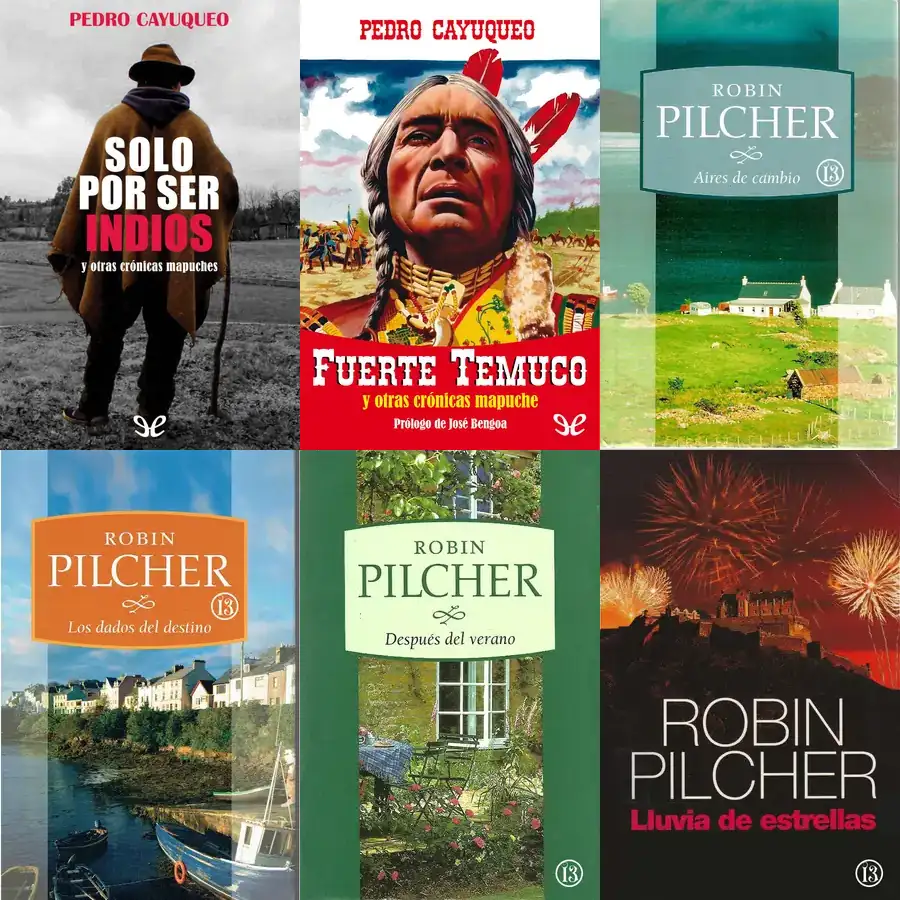 PEDRO CAYUQUEO
SOLO
POR SER
INDIOS
y otras crónicas mapuches
PEDRO CAYUQUEO
FUERTE TEMUCO
y otras crónicas mapuche
Prólogo de José Bengoa
ROBIN
PILCHER
Aires de cambio
13
ROBIN
PILCHER
13
Los dados del destino
ROBIN
PILCHER
Después del verano
13
ROBIN
PILCHER
Lluvia de estrellas
13